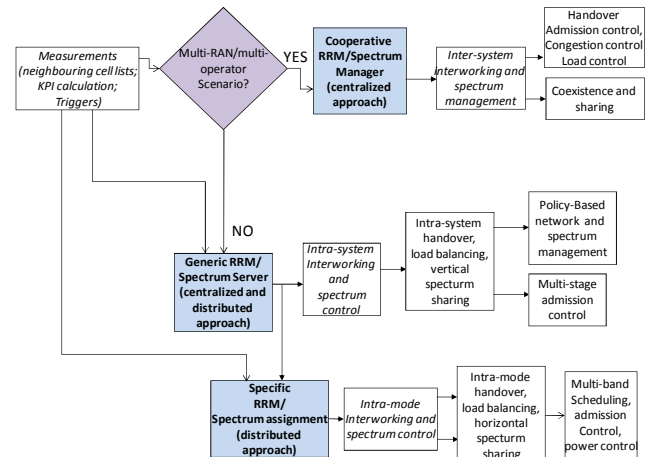 Measurements
(neighbouring cell lists;
KPI calculation;
Triggers)
Multi-RAN/multi-
operator
Scenario?
YES
NO
Cooperative
RRM/Spectrum
Manager
(centralized
approach)
Inter-system
interworking and
spectrum
management
Handover
Admission control,
Congestion control
Load control
Coexistence and
sharing
Generic RRM/
Spectrum Server
(centralized and
distributed
approach)
Intra-system
Interworking
and
spectrum
control
Intra-system
handover,
load balancing,
vertical
specturm
sharing
Policy-Based
network and
spectrum
management
Multi-stage
admission
control
Specific
RRM/
Spectrum assignment
(distributed
approach)
Intra-mode
Interworking and
spectrum control
Intra-mode
handover,
load balancing,
horizontal
specturm
sharing
Multi-band
Scheduling,
admission
Control,
power control